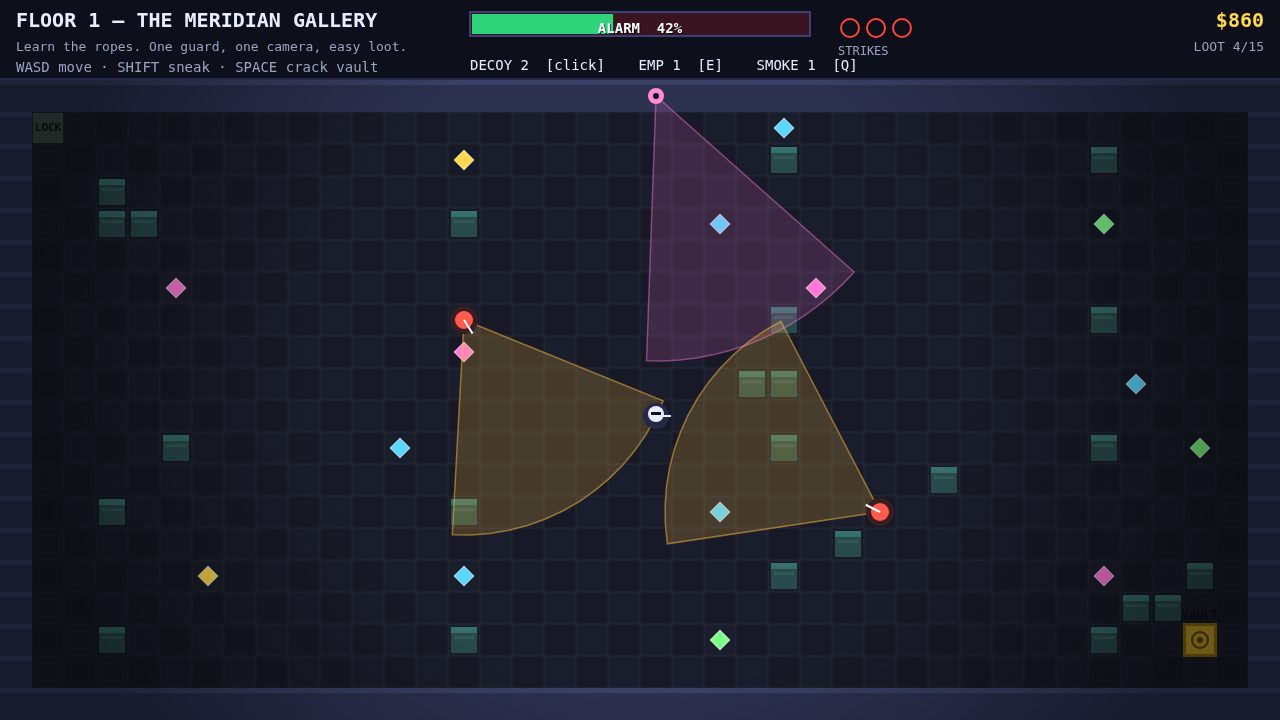 FLOOR 1 — THE MERIDIAN GALLERY
Learn the ropes. One guard, one camera, easy loot.
WASD move · SHIFT sneak · SPACE crack vault
ALARM 42%
DECOY 2 [click] EMP 1 [E] SMOKE 1 [Q]
STRIKES
$860
LOOT 4/15
LOCK
VAULT